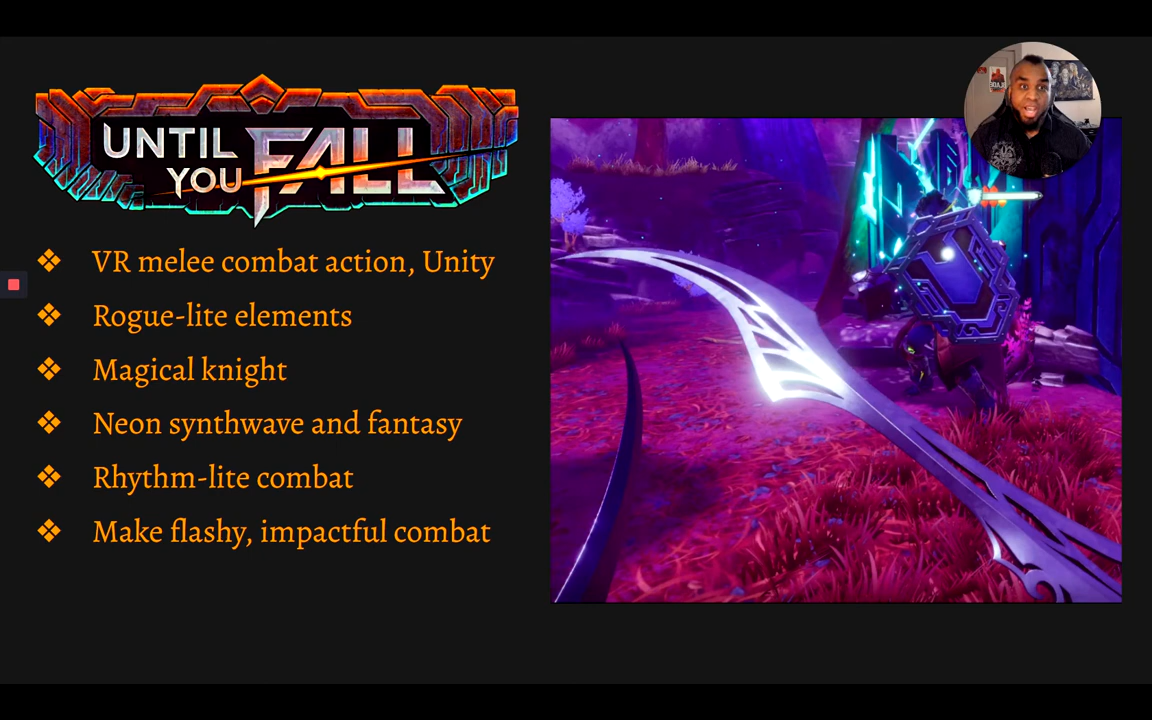 UNTIL
YOU FALL
❖ VR melee combat action, Unity
❖ Rogue-lite elements
❖ Magical knight
❖ Neon synthwave and fantasy
❖ Rhythm-lite combat
❖ Make flashy, impactful combat